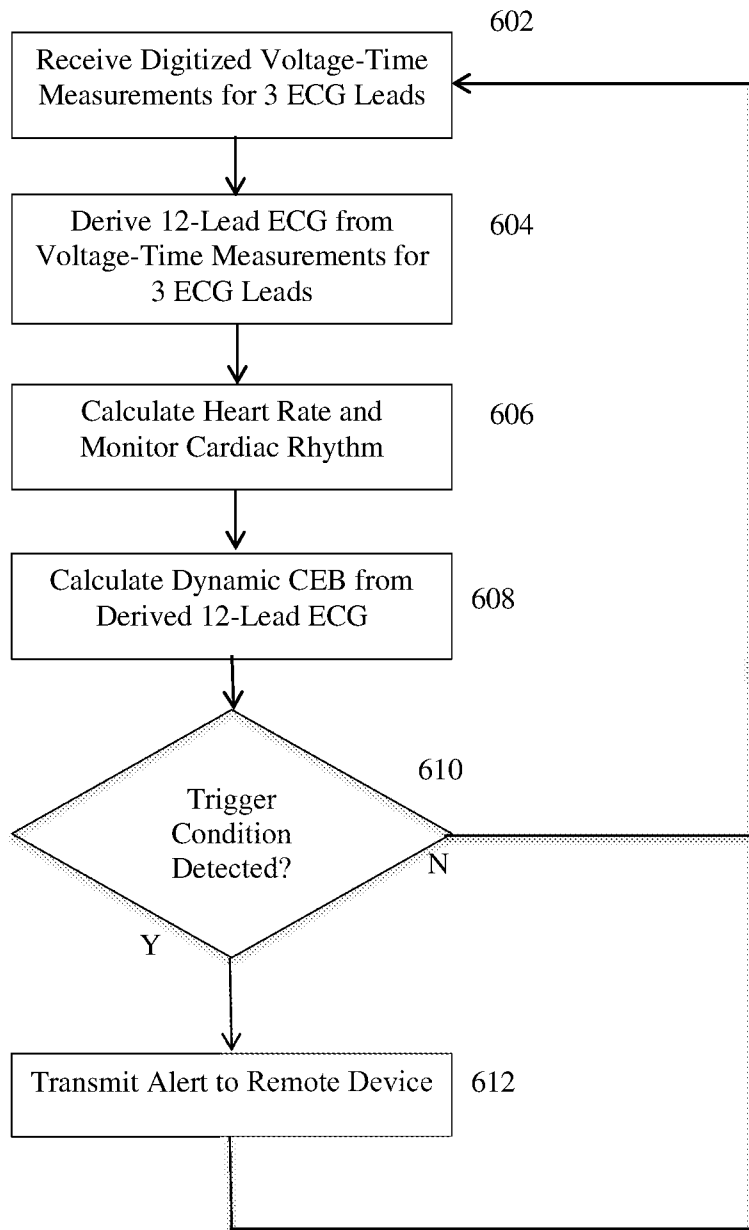 602
Receive Digitized Voltage-Time
Measurements for 3 ECG Leads
Derive 12-Lead ECG from
Voltage-Time Measurements for
3 ECG Leads
604
Calculate Heart Rate and
Monitor Cardiac Rhythm
606
Calculate Dynamic CEB from
Derived 12-Lead ECG
608
610
Trigger
Condition
Detected?
N
Y
Transmit Alert to Remote Device
612